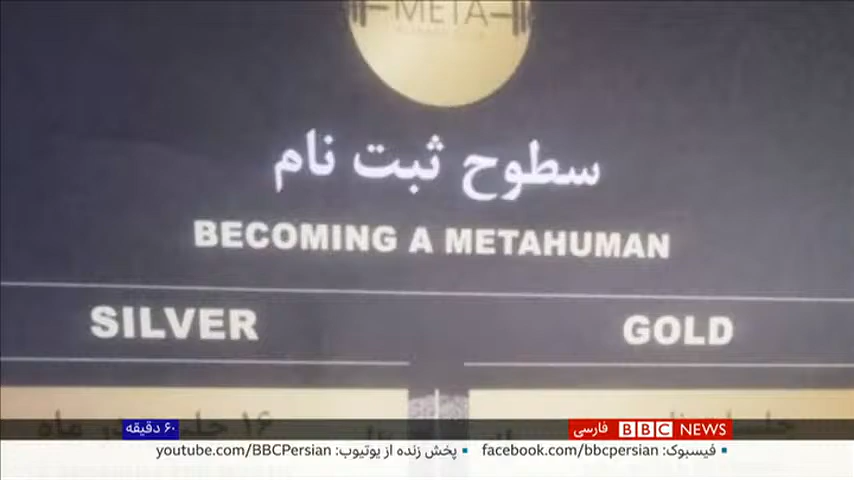 META
سطوح ثبت نام
BECOMING A METAHUMAN
SILVER
GOLD
۶۰ دقیقه
BBC NEWS فارسی
فیسبوک: facebook.com/bbcpersian ▪ پخش زنده از یوتیوب: youtube.com/BBCPersian